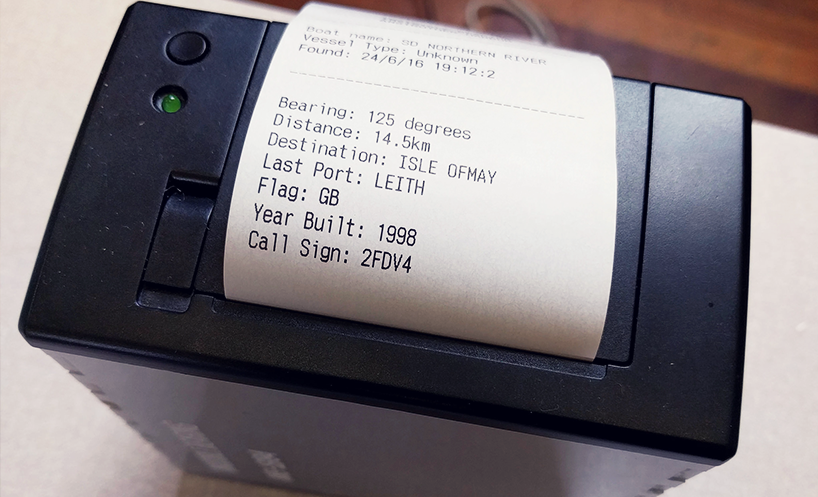 Boat name: SD NORTHERN RIVER
Vessel Type: Unknown
Found: 24/6/16 19:12:2
Bearing: 125 degrees
Distance: 14.5km
Destination: ISLE OFMAY
Last Port: LEITH
Flag: GB
Year Built: 1998
Call Sign: 2FDV4